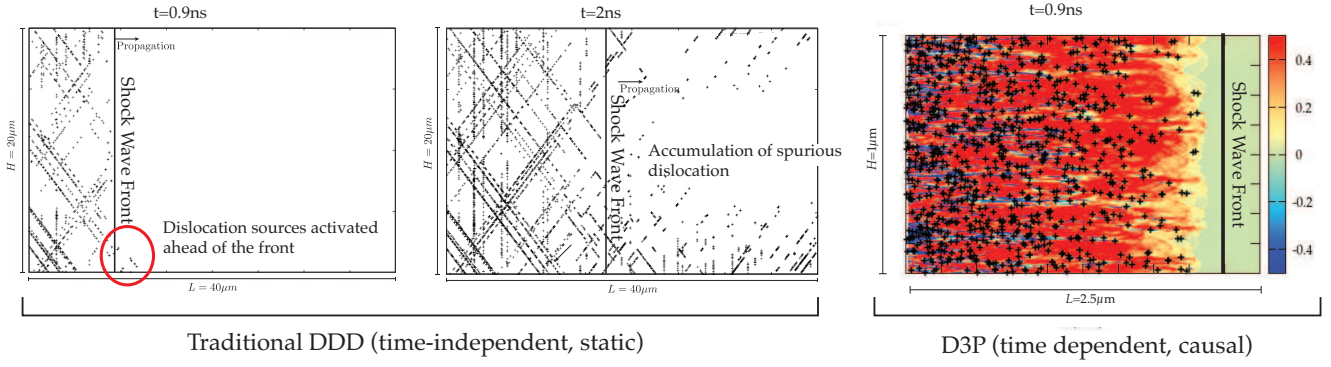 t=0.9ns
Propagation
Shock Wave Front
H = 20μm
Dislocation sources activated
ahead of the front
L = 40μm
t=2ns
Propagation
Shock Wave Front
H = 20μm
Accumulation of spurious
dislocation
L = 40μm
Traditional DDD (time-independent, static)
t=0.9ns
H=1μm
Shock Wave Front
0.4
0.2
0
-0.2
-0.4
L=2.5μm
D3P (time dependent, causal)